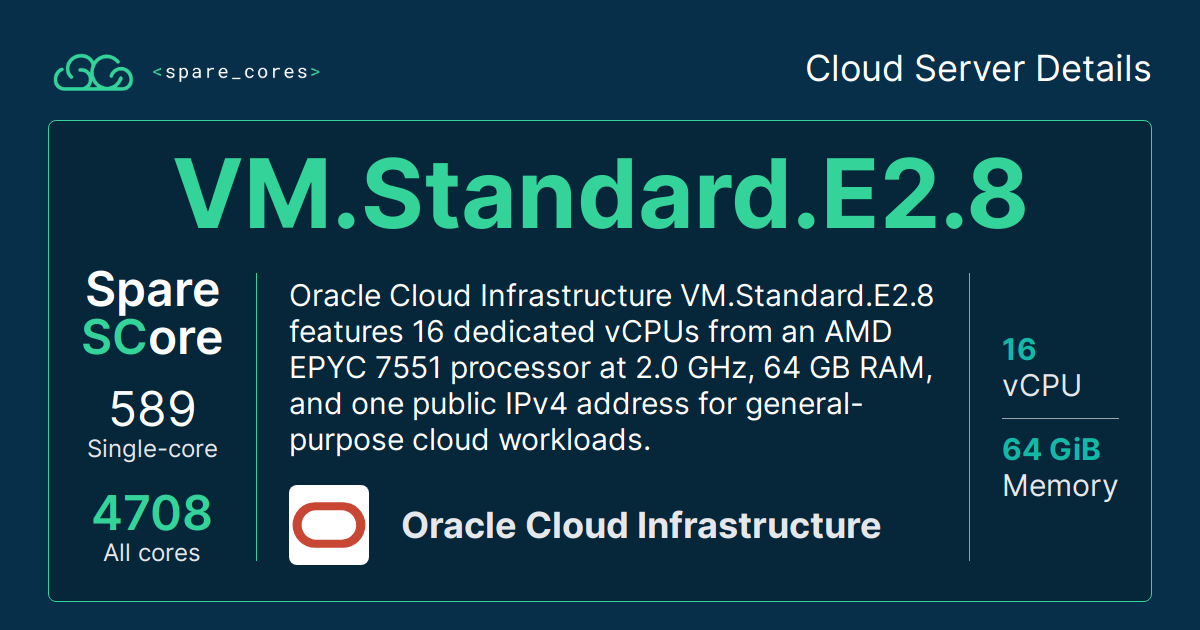 <spare_cores>
Cloud Server Details
VM.Standard.E2.8
Spare
SCore
589
Single-core
4708
All cores
Oracle Cloud Infrastructure VM.Standard.E2.8
features 16 dedicated vCPUs from an AMD
EPYC 7551 processor at 2.0 GHz, 64 GB RAM,
and one public IPv4 address for general-
purpose cloud workloads.
Oracle Cloud Infrastructure
16
vCPU
64 GiB
Memory